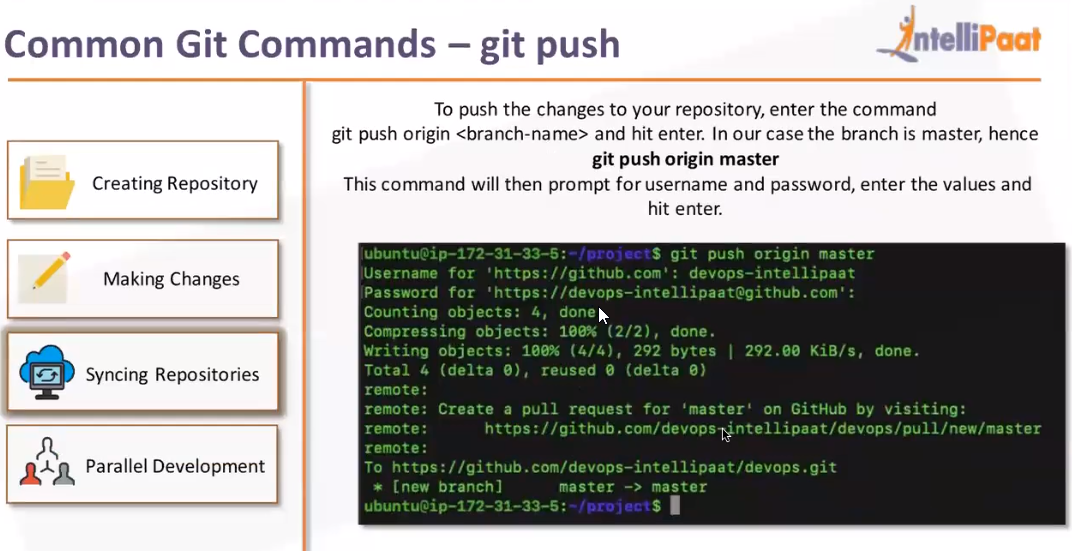 Common Git Commands – git push
IntelliPaat
Creating Repository
Making Changes
Syncing Repositories
Parallel Development
To push the changes to your repository, enter the command
git push origin <branch-name> and hit enter. In our case the branch is master, hence
git push origin master
This command will then prompt for username and password, enter the values and
hit enter.
ubuntu@ip-172-31-33-5:~/project$ git push origin master
Username for 'https://github.com': devops-intellipaat
Password for 'https://devops-intellipaat@github.com':
Counting objects: 4, done.
Compressing objects: 100% (2/2), done.
Writing objects: 100% (4/4), 292 bytes | 292.00 KiB/s, done.
Total 4 (delta 0), reused 0 (delta 0)
remote:
remote: Create a pull request for 'master' on GitHub by visiting:
remote:      https://github.com/devops-intellipaat/devops/pull/new/master
remote:
To https://github.com/devops-intellipaat/devops.git
 * [new branch]      master -> master
ubuntu@ip-172-31-33-5:~/project$